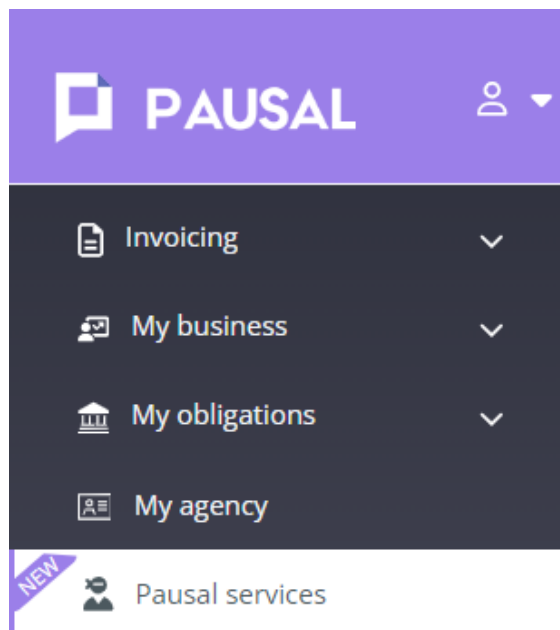 PAUSAL
Invoicing
My business
My obligations
My agency
NEW
Pausal services